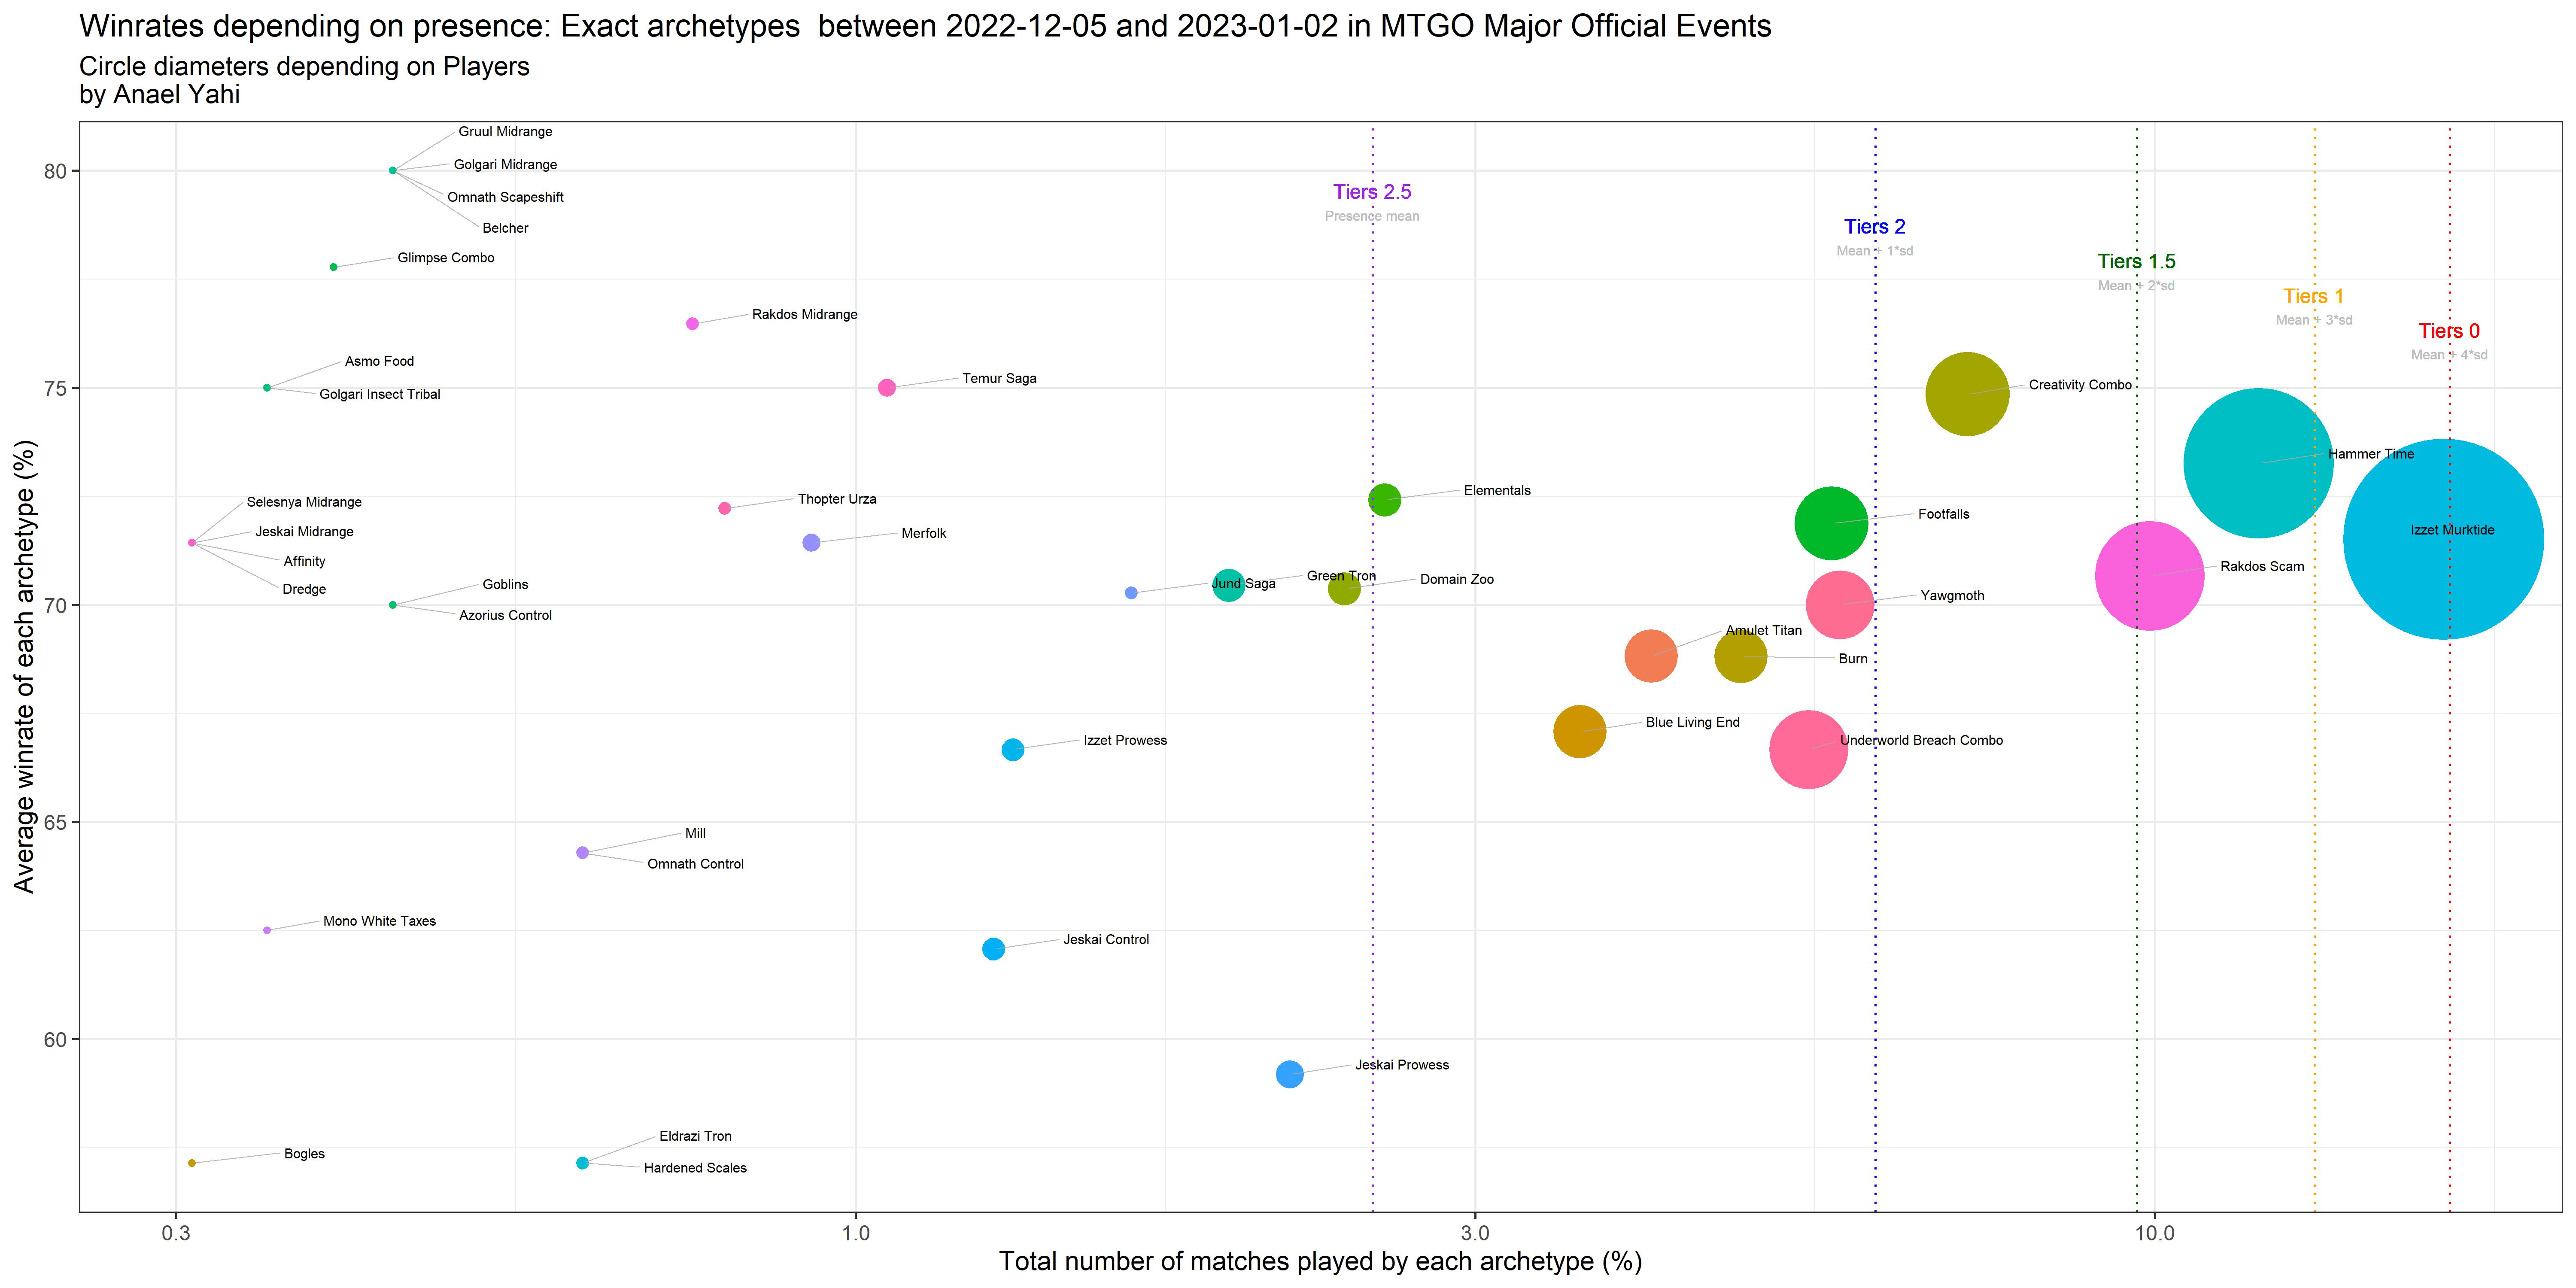 Winrates depending on presence: Exact archetypes  between 2022-12-05 and 2023-01-02 in MTGO Major Official Events
Circle diameters depending on Players
by Anael Yahi
Gruul Midrange
Golgari Midrange
Omnath Scapeshift
Belcher
Glimpse Combo
Rakdos Midrange
Asmo Food
Golgari Insect Tribal
Temur Saga
Selesnya Midrange
Jeskai Midrange
Affinity
Dredge
Thopter Urza
Merfolk
Goblins
Azorius Control
Jund Saga
Green Tron
Domain Zoo
Elementals
Footfalls
Yawgmoth
Amulet Titan
Burn
Blue Living End
Underworld Breach Combo
Creativity Combo
Hammer Time
Izzet Murktide
Rakdos Scam
Izzet Prowess
Mill
Omnath Control
Mono White Taxes
Jeskai Control
Jeskai Prowess
Eldrazi Tron
Hardened Scales
Bogles
Tiers 2.5
Presence mean
Tiers 2
Mean + 1*sd
Tiers 1.5
Mean + 2*sd
Tiers 1
Mean + 3*sd
Tiers 0
Mean + 4*sd
80
75
70
65
60
Average winrate of each archetype (%)
0.3
1.0
3.0
10.0
Total number of matches played by each archetype (%)